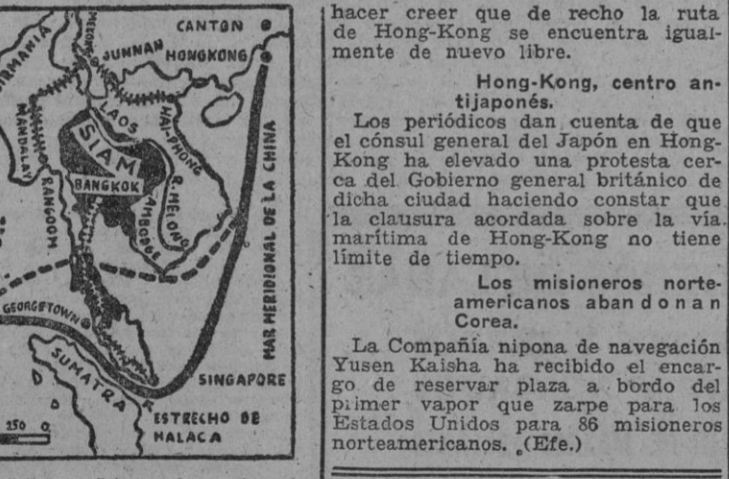 CANTON
JUNNAN
HONGKONG
MANDALAY
LAOS
HAI-PHONG
SIAM
BANGKOK
RANGOOM
CAMBODGE
R. MEKONG
MAR MERIDIONAL DE LA CHINA
GEORGETOWN
SUMATRA
SINGAPORE
ESTRECHO DE
MALACA
250 0
hacer creer que de recho la ruta
de Hong-Kong se encuentra igual-
mente de nuevo libre.
Hong-Kong, centro an-
tijaponés.
Los periódicos dan cuenta de que
el cónsul general del Japón en Hong-
Kong ha elevado una protesta cer-
ca del Gobierno general británico de
dicha ciudad haciendo constar que
la clausura acordada sobre la vía
marítima de Hong-Kong no tiene
límite de tiempo.
Los misioneros norte-
americanos abandonan
Corea.
La Compañía nipona de navegación
Yusen Kaisha ha recibido el encar-
go de reservar plaza a bordo del
primer vapor que zarpe para los
Estados Unidos para 86 misioneros
norteamericanos. (Efe.)